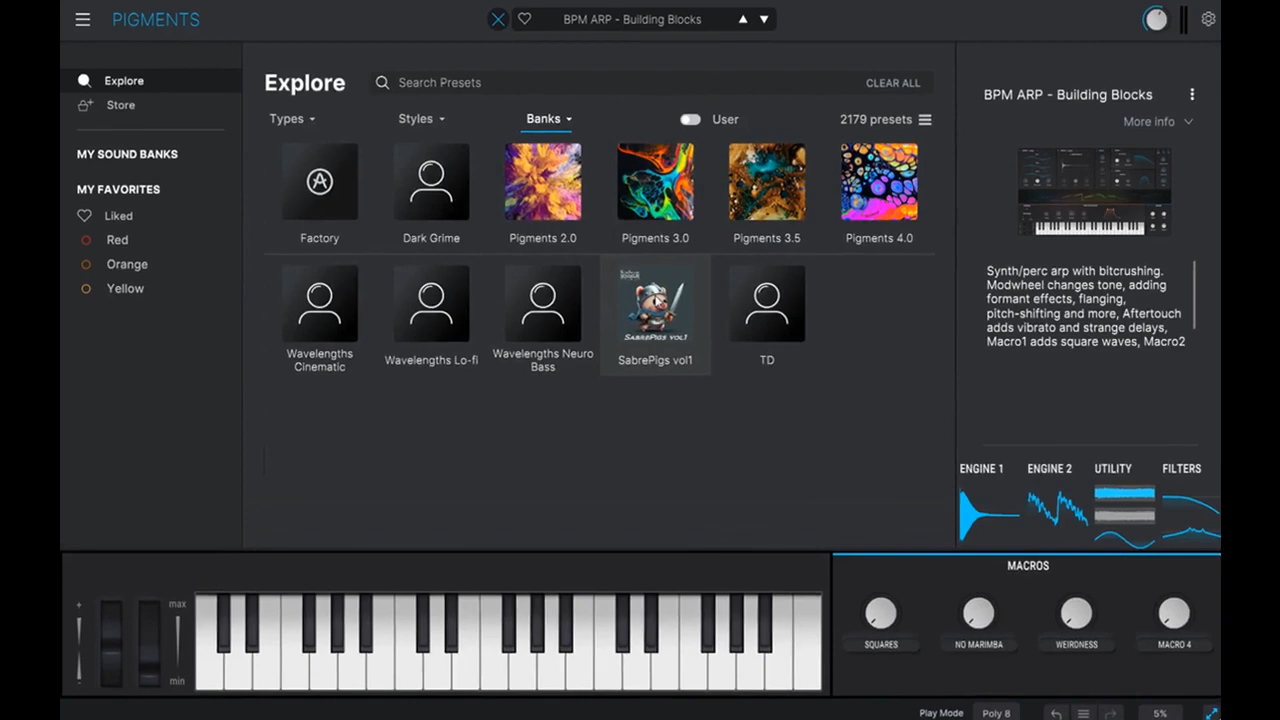 PIGMENTS
BPM ARP - Building Blocks
Explore
Store
MY SOUND BANKS
MY FAVORITES
Liked
Red
Orange
Yellow
Explore
Search Presets
CLEAR ALL
Types
Styles
Banks
User
2179 presets
Factory
Dark Grime
Pigments 2.0
Pigments 3.0
Pigments 3.5
Pigments 4.0
Wavelengths
Cinematic
Wavelengths Lo-fi
Wavelengths Neuro
Bass
SABREPIGS VOL1
SabrePigs vol1
TD
BPM ARP - Building Blocks
More info
Synth/perc arp with bitcrushing.
Modwheel changes tone, adding
formant effects, flanging,
pitch-shifting and more, Aftertouch
adds vibrato and strange delays,
Macro1 adds square waves, Macro2
ENGINE 1
ENGINE 2
UTILITY
FILTERS
+
-
max
min
MACROS
SQUARES
NO MARIMBA
WEIRDNESS
MACRO 4
Play Mode
Poly 8
5%